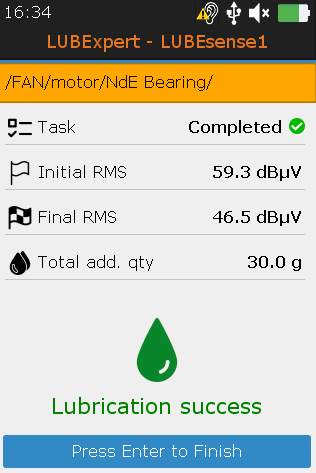 16:34
LUBExpert - LUBEsense1
/FAN/motor/NdE Bearing/
Task Completed
Initial RMS 59.3 dBµV
Final RMS 46.5 dBµV
Total add. qty 30.0 g
Lubrication success
Press Enter to Finish